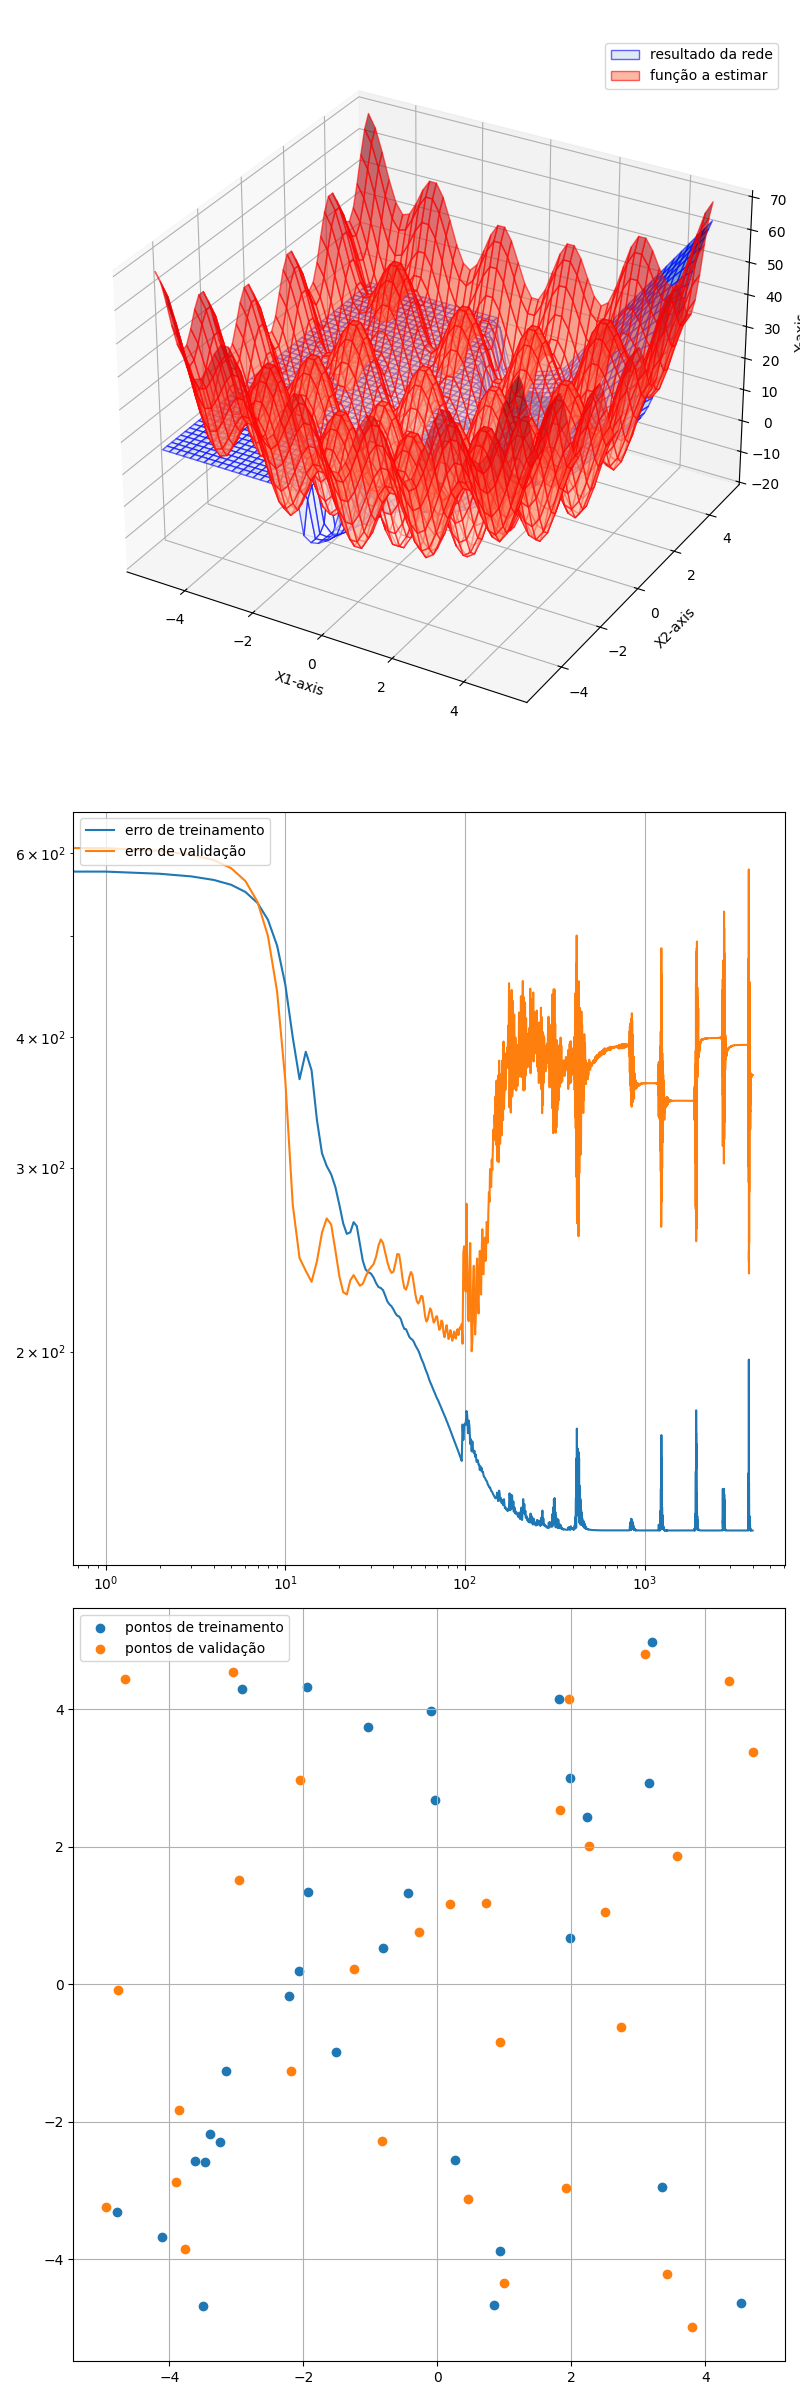 resultado da rede
função a estimar
70
60
50
40
30
20
10
0
−10
−20
4
2
0
−2
−4
X2-axis
−4
−2
0
2
4
X1-axis
erro de treinamento
erro de validação
6 × 10²
4 × 10²
3 × 10²
2 × 10²
10⁰
10¹
10²
10³
pontos de treinamento
pontos de validação
4
2
0
−2
−4
−4
−2
0
2
4